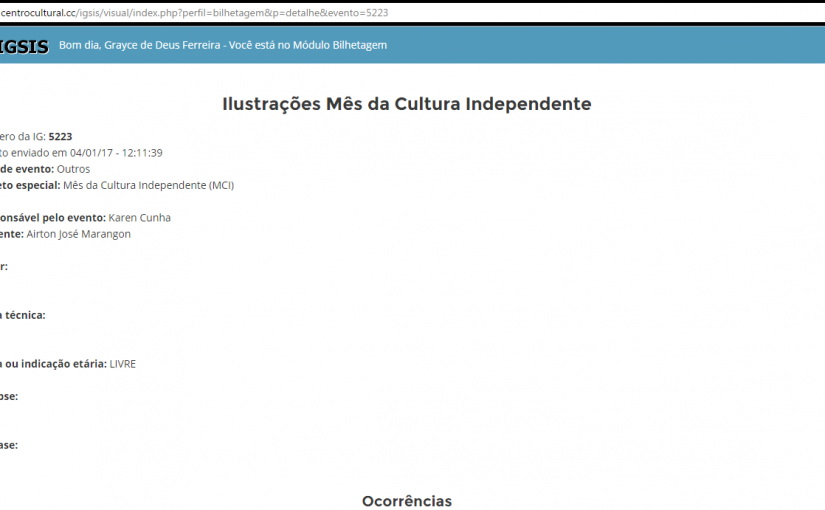 centrocultural.cc/igsis/visual/index.php?perfil=bilhetagem&p=detalhe&evento=5223
IGSIS Bom dia, Grayce de Deus Ferreira - Você está no Módulo Bilhetagem
Ilustrações Mês da Cultura Independente
ero da IG: 5223
to enviado em 04/01/17 - 12:11:39
de evento: Outros
eto especial: Mês da Cultura Independente (MCI)
onsável pelo evento: Karen Cunha
ente: Airton José Marangon
r:
a técnica:
a ou indicação etária: LIVRE
pse:
ase:
Ocorrências